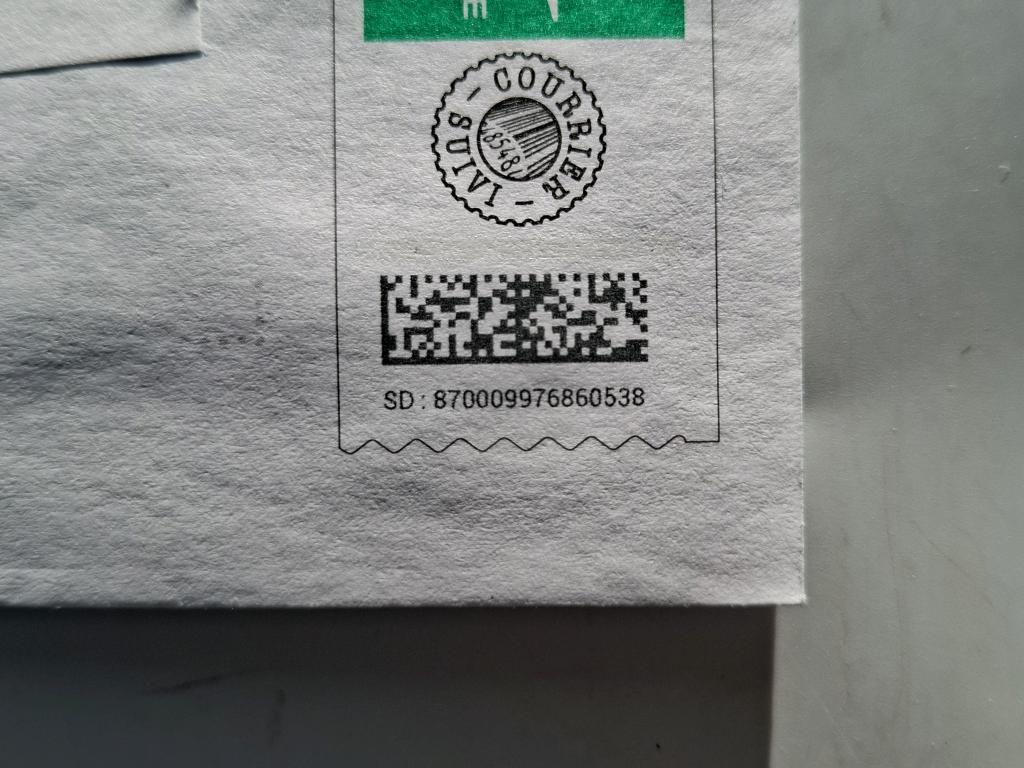 COURRIER - SUIVI -
8548
SD : 870009976860538